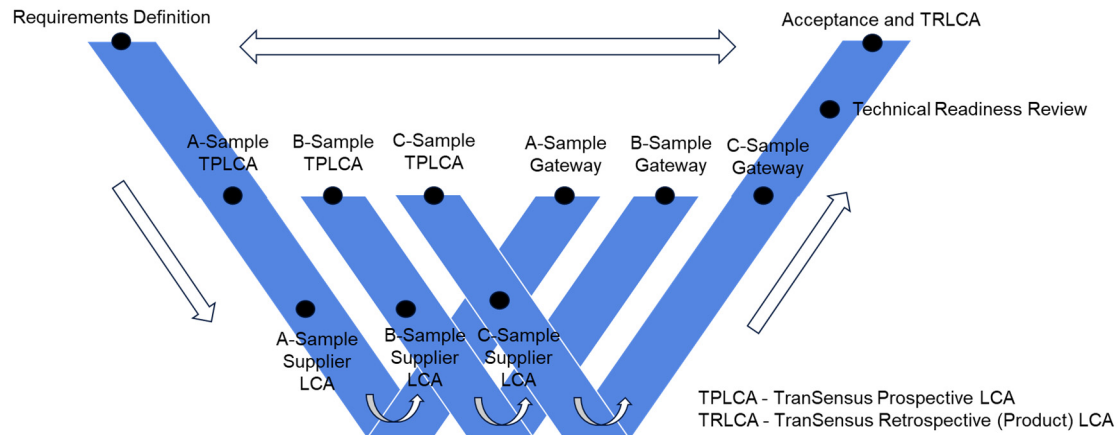 Requirements Definition
Acceptance and TRLCA
Technical Readiness Review
A-Sample
TPLCA
B-Sample
TPLCA
C-Sample
TPLCA
A-Sample
Gateway
B-Sample
Gateway
C-Sample
Gateway
A-Sample
Supplier
LCA
B-Sample
Supplier
LCA
C-Sample
Supplier
LCA
TPLCA - TranSensus Prospective LCA
TRLCA - TranSensus Retrospective (Product) LCA